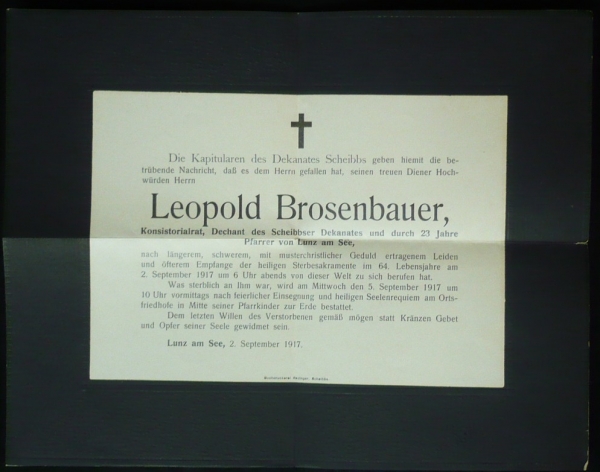 Die Kapitularen des Dekanates Scheibbs geben hiemit die be-
trübende Nachricht, daß es dem Herrn gefallen hat, seinen treuen Diener Hoch-
würden Herrn
Leopold Brosenbauer,
Konsistorialrat, Dechant des Scheibbser Dekanates und durch 23 Jahre
Pfarrer von Lunz am See,
nach längerem, schwerem, mit musterchristlicher Geduld ertragenem Leiden
und öfterem Empfange der heiligen Sterbesakramente im 64. Lebensjahre am
2. September 1917 um 6 Uhr abends von dieser Welt zu sich berufen hat.
Was sterblich an Ihm war, wird am Mittwoch den 5. September 1917 um
10 Uhr vormittags nach feierlicher Einsegnung und heiligen Seelenrequiem am Orts-
friedhofe in Mitte seiner Pfarrkinder zur Erde bestattet.
Dem letzten Willen des Verstorbenen gemäß mögen statt Kränzen Gebet
und Opfer seiner Seele gewidmet sein.
Lunz am See, 2. September 1917.